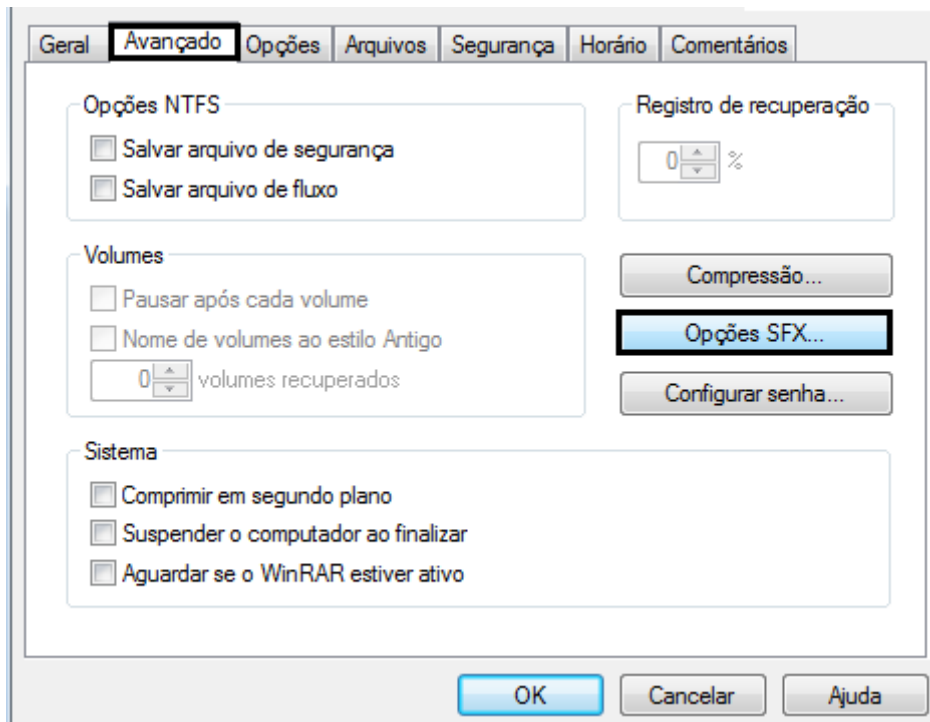 Geral Avançado Opções Arquivos Segurança Horário Comentários
Opções NTFS
Salvar arquivo de segurança
Salvar arquivo de fluxo
Registro de recuperação
0 %
Volumes
Pausar após cada volume
Nome de volumes ao estilo Antigo
0 volumes recuperados
Compressão...
Opções SFX...
Configurar senha...
Sistema
Comprimir em segundo plano
Suspender o computador ao finalizar
Aguardar se o WinRAR estiver ativo
OK Cancelar Ajuda